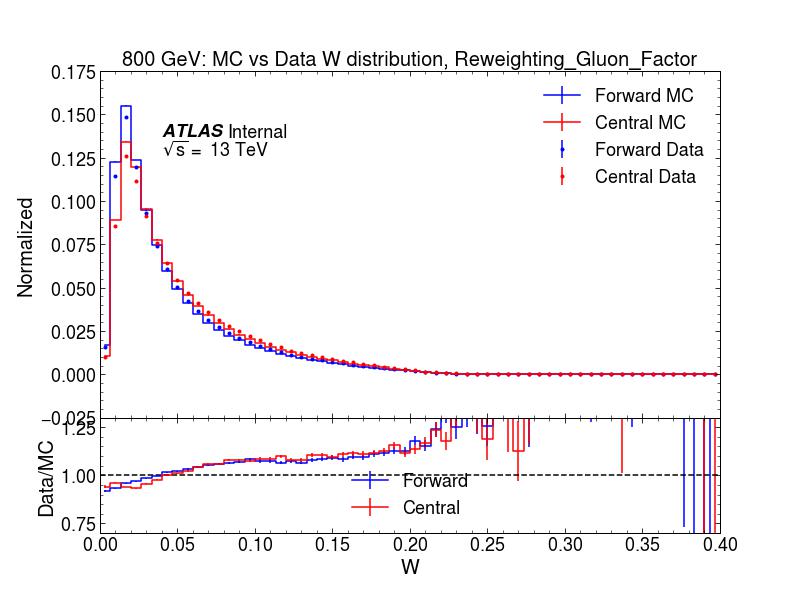 800 GeV: MC vs Data W distribution, Reweighting_Gluon_Factor
0.175
0.150
0.125
0.100
0.075
0.050
0.025
0.000
−0.025
Normalized
ATLAS Internal
√s = 13 TeV
Forward MC
Central MC
Forward Data
Central Data
1.25
1.00
0.75
Data/MC
Forward
Central
0.00 0.05 0.10 0.15 0.20 0.25 0.30 0.35 0.40
W